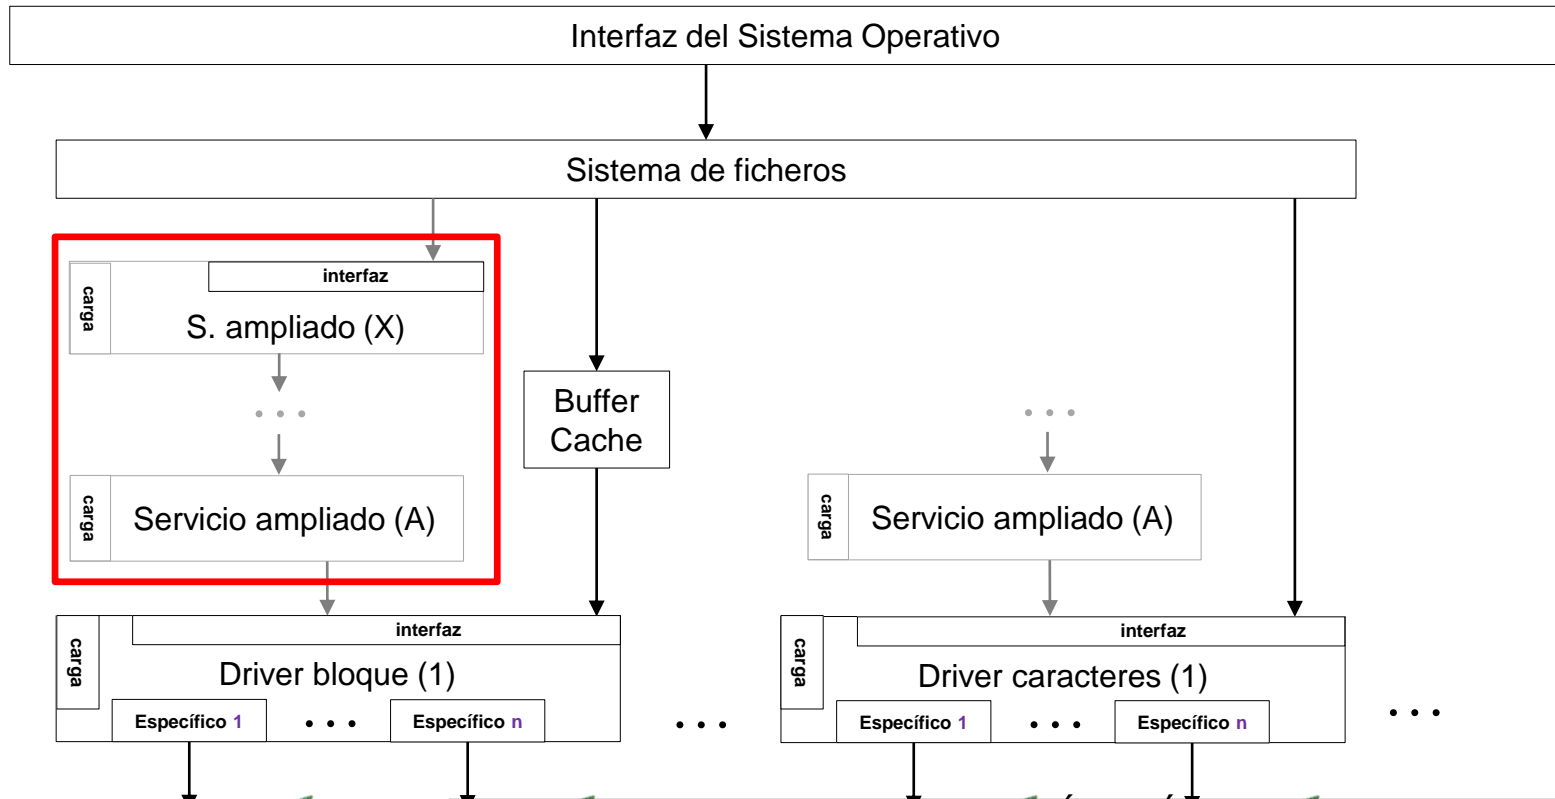 Interfaz del Sistema Operativo
Sistema de ficheros
interfaz
carga
S. ampliado (X)
• • •
Buffer
Cache
• • •
carga
Servicio ampliado (A)
carga
Servicio ampliado (A)
interfaz
carga
Driver bloque (1)
Específico 1
• • •
Específico n
• • •
interfaz
carga
Driver caracteres (1)
Específico 1
• • •
Específico n
• • •